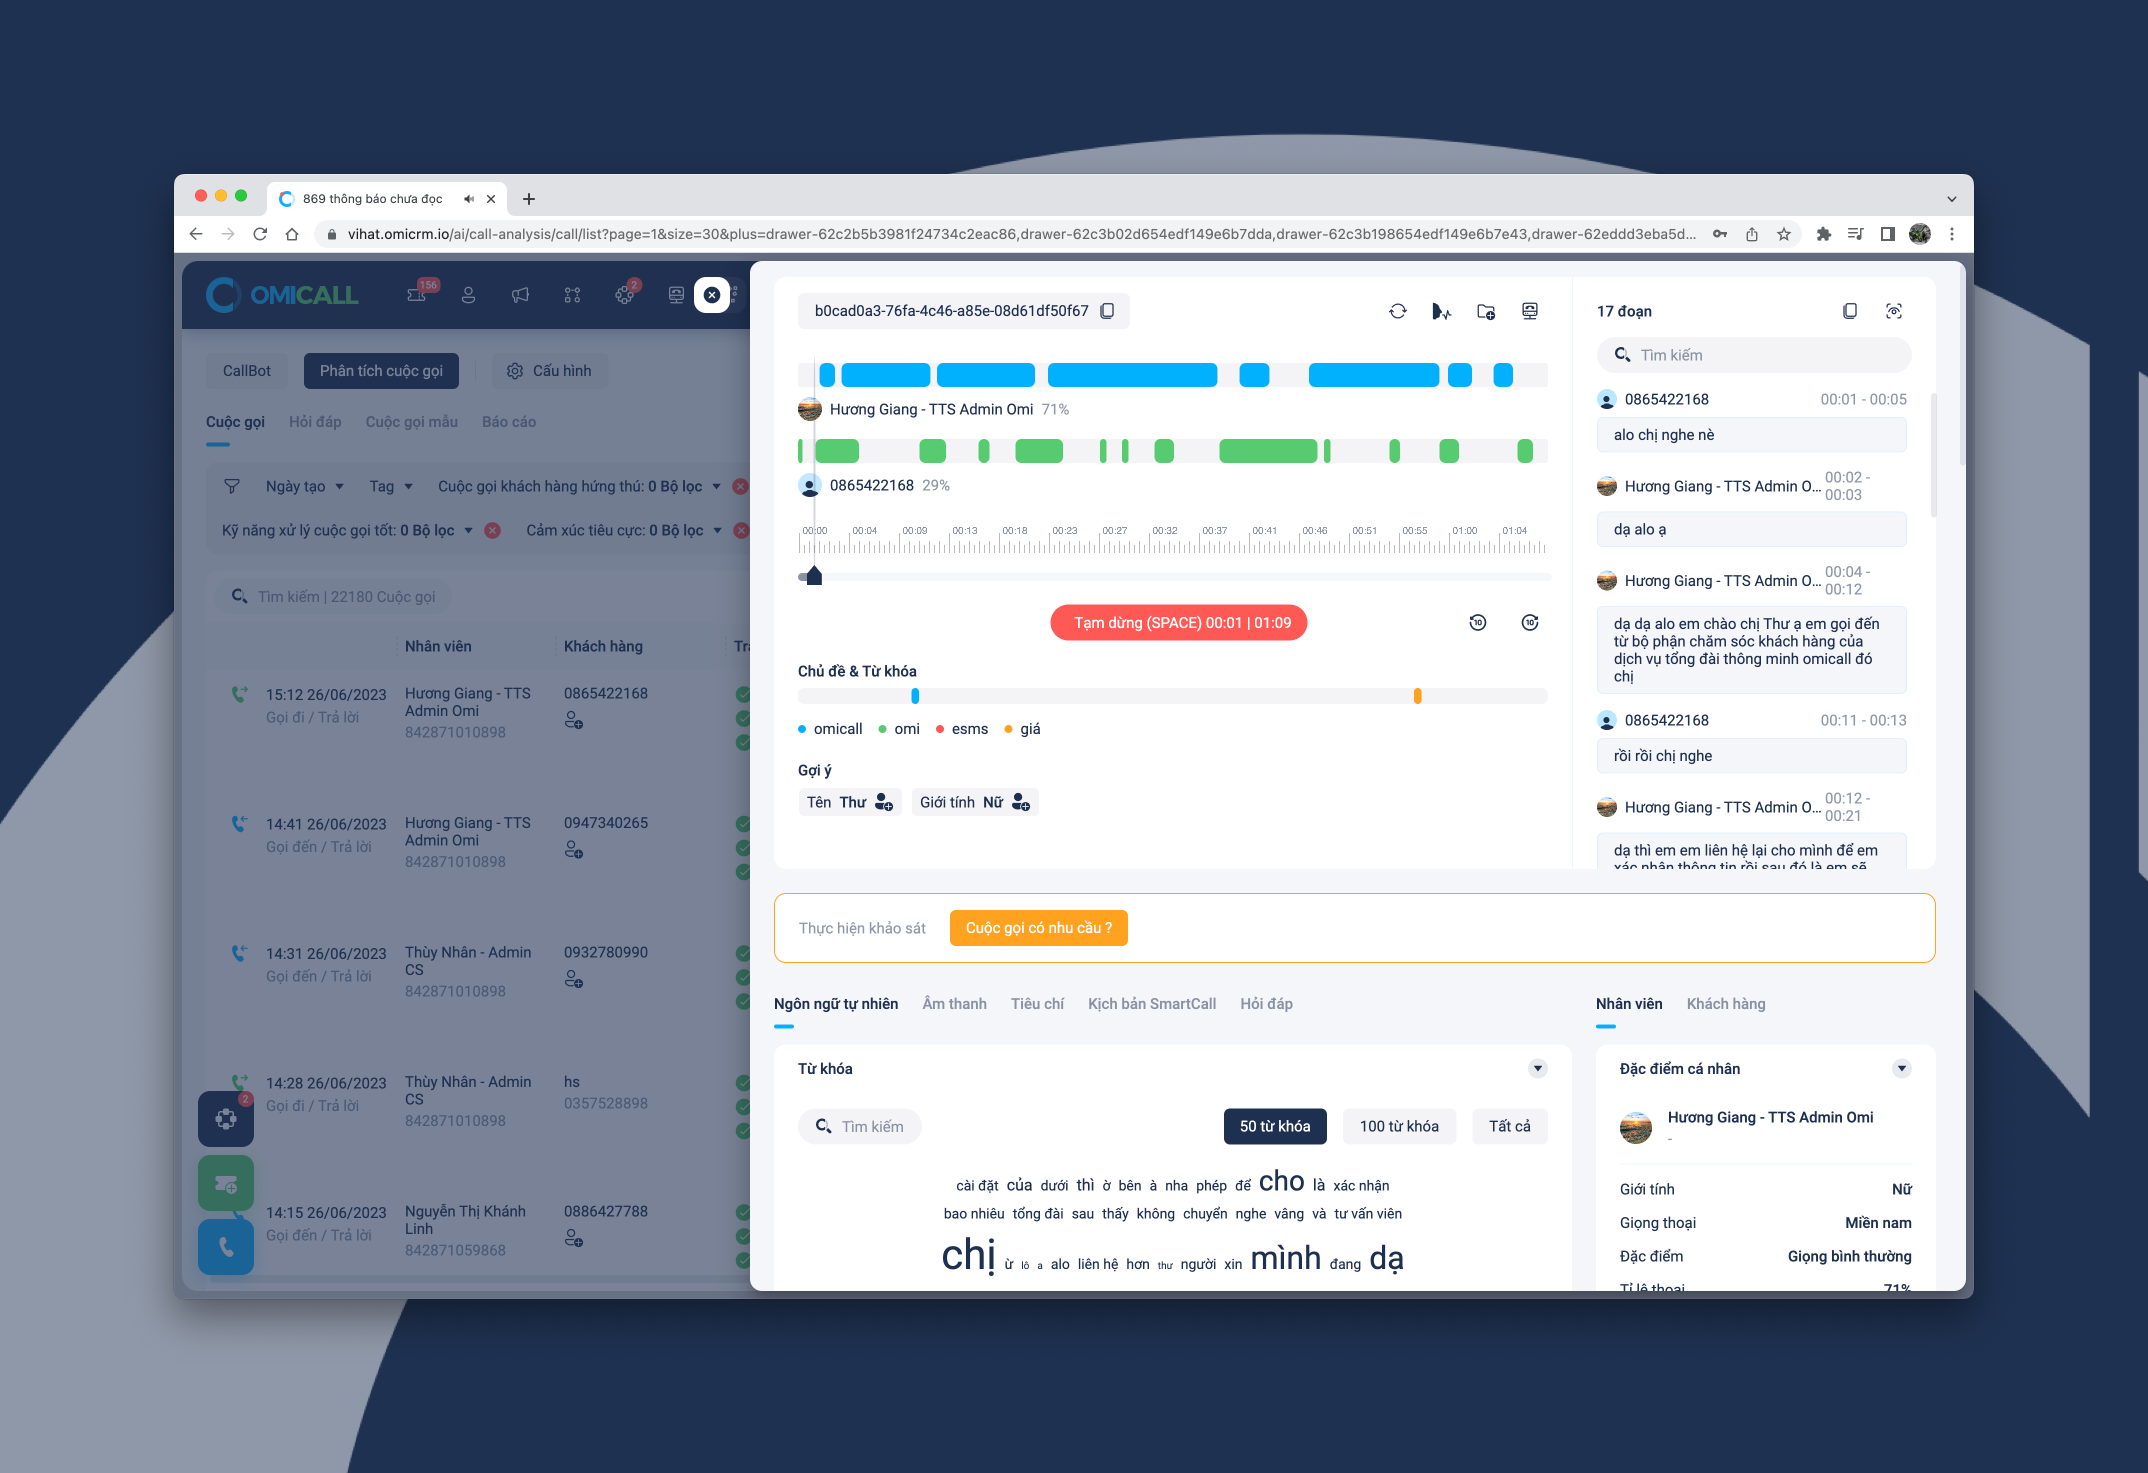 869 thông báo chưa đọc
vihat.omicrm.io/ai/call-analysis/call/list?page=1&size=30&plus=drawer-62c2b5b3981f24734c2eac86,drawer-62c3b02d654edf149e6b7dda,drawer-62c3b198654edf149e6b7e43,drawer-62eddd3eba5d...
OMICALL
156
2
CallBot
Phân tích cuộc gọi
Cấu hình
Cuộc gọi
Hỏi đáp
Cuộc gọi mẫu
Báo cáo
Ngày tạo
Tag
Cuộc gọi khách hàng hứng thú: 0 Bộ lọc
Kỹ năng xử lý cuộc gọi tốt: 0 Bộ lọc
Cảm xúc tiêu cực: 0 Bộ lọc
Tìm kiếm | 22180 Cuộc gọi
Nhân viên
Khách hàng
15:12 26/06/2023
Gọi đi / Trả lời
Hương Giang - TTS
Admin Omi
842871010898
0865422168
14:41 26/06/2023
Gọi đến / Trả lời
Hương Giang - TTS
Admin Omi
842871010898
0947340265
14:31 26/06/2023
Gọi đến / Trả lời
Thùy Nhân - Admin
CS
842871010898
0932780990
14:28 26/06/2023
Gọi đi / Trả lời
Thùy Nhân - Admin
CS
842871010898
hs
0357528898
2
14:15 26/06/2023
Gọi đến / Trả lời
Nguyễn Thị Khánh
Linh
842871059868
0886427788
b0cad0a3-76fa-4c46-a85e-08d61df50f67
Hương Giang - TTS Admin Omi 71%
0865422168 29%
00:00 00:04 00:09 00:13 00:18 00:23 00:27 00:32 00:37 00:41 00:46 00:51 00:55 01:00 01:04
Tạm dừng (SPACE) 00:01 | 01:09
10
10
Chủ đề & Từ khóa
omicall
omi
esms
giá
Gợi ý
Tên Thư
Giới tính Nữ
17 đoạn
Tìm kiếm
0865422168 00:01 - 00:05
alo chị nghe nè
Hương Giang - TTS Admin O... 00:02 -
00:03
dạ alo ạ
Hương Giang - TTS Admin O... 00:04 -
00:12
dạ dạ alo em chào chị Thư ạ em gọi đến
từ bộ phận chăm sóc khách hàng của
dịch vụ tổng đài thông minh omicall đó
chị
0865422168 00:11 - 00:13
rồi rồi chị nghe
Hương Giang - TTS Admin O... 00:12 -
00:21
dạ thì em em liên hệ lại cho mình để em
xác nhận thông tin rồi sau đó là em sẽ
Thực hiện khảo sát
Cuộc gọi có nhu cầu ?
Ngôn ngữ tự nhiên
Âm thanh
Tiêu chí
Kịch bản SmartCall
Hỏi đáp
Từ khóa
Tìm kiếm
50 từ khóa
100 từ khóa
Tất cả
cài đặt của dưới thì ờ bên à nha phép để cho là xác nhận
bao nhiêu tổng đài sau thấy không chuyển nghe vâng và tư vấn viên
chị ừ lô a alo liên hệ hơn thư người xin mình đang dạ
Nhân viên
Khách hàng
Đặc điểm cá nhân
Hương Giang - TTS Admin Omi
-
Giới tính Nữ
Giọng thoại Miền nam
Đặc điểm Giọng bình thường
Tỉ lệ thoại 71%